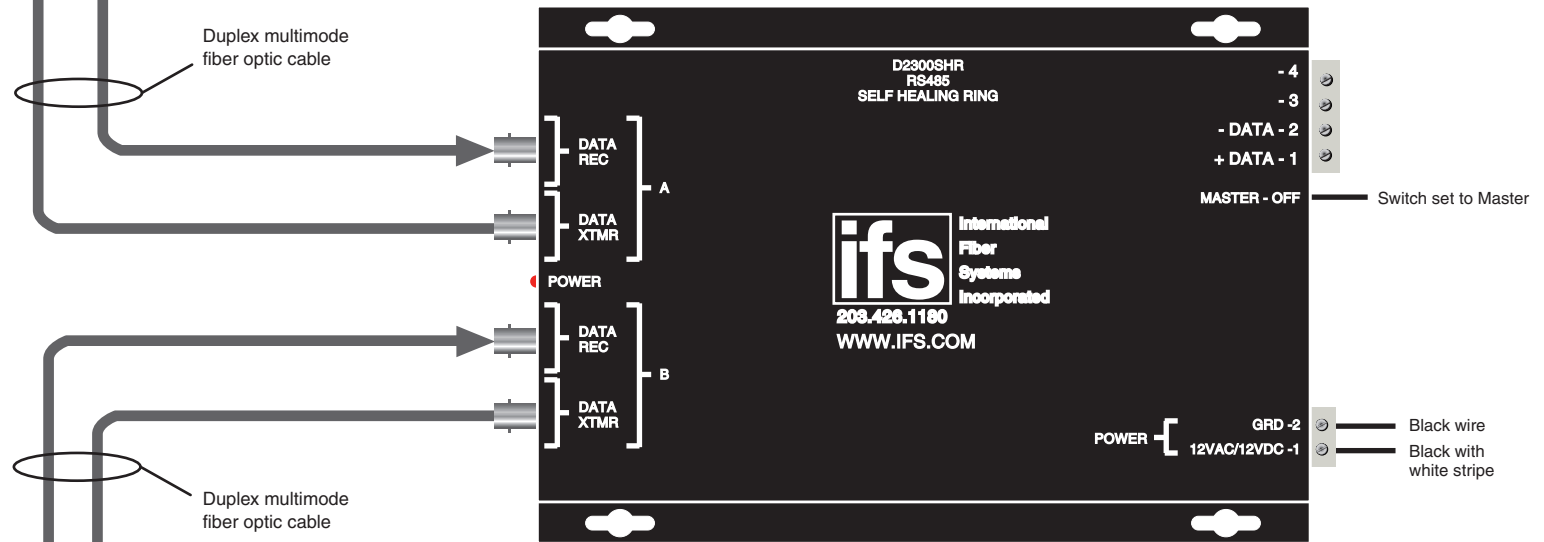 Duplex multimode
fiber optic cable
D2300SHR
RS485
SELF HEALING RING
- 4
- 3
- DATA - 2
+ DATA - 1
MASTER - OFF
Switch set to Master
DATA
REC
A
DATA
XTMR
POWER
DATA
REC
B
DATA
XTMR
ifs
International
Fiber
Systems
Incorporated
203.426.1180
WWW.IFS.COM
POWER
GRD -2
12VAC/12VDC -1
Black wire
Black with
white stripe
Duplex multimode
fiber optic cable